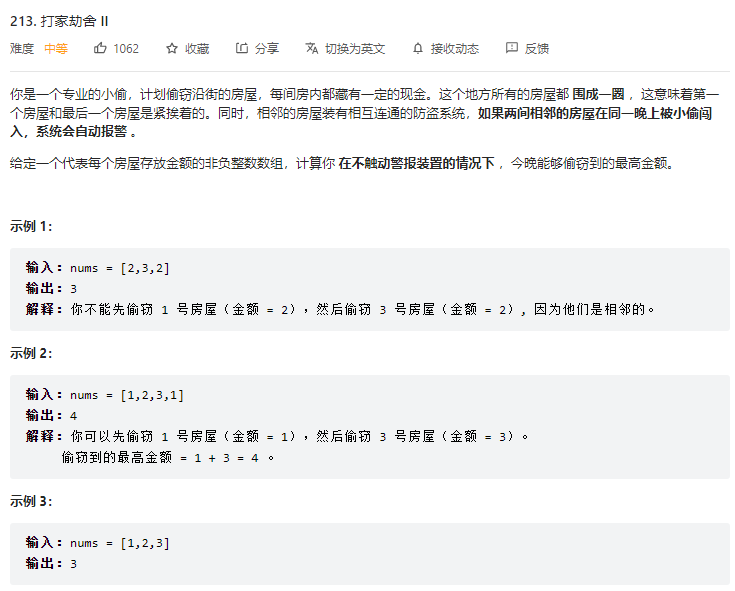 213. 打家劫舍 II
难度 中等 1062 收藏 分享 切换为英文 接收动态 反馈
你是一个专业的小偷，计划偷窃沿街的房屋，每间房内都藏有一定的现金。这个地方所有的房屋都 围成一圈 ，这意味着第一
个房屋和最后一个房屋是紧挨着的。同时，相邻的房屋装有相互连通的防盗系统，如果两间相邻的房屋在同一晚上被小偷闯
入，系统会自动报警 。
给定一个代表每个房屋存放金额的非负整数数组，计算你 在不触动警报装置的情况下 ，今晚能够偷窃到的最高金额。
示例 1：
输入：nums = [2,3,2]
输出：3
解释：你不能先偷窃 1 号房屋（金额 = 2），然后偷窃 3 号房屋（金额 = 2）, 因为他们是相邻的。
示例 2：
输入：nums = [1,2,3,1]
输出：4
解释：你可以先偷窃 1 号房屋（金额 = 1），然后偷窃 3 号房屋（金额 = 3）。
偷窃到的最高金额 = 1 + 3 = 4 。
示例 3：
输入：nums = [1,2,3]
输出：3